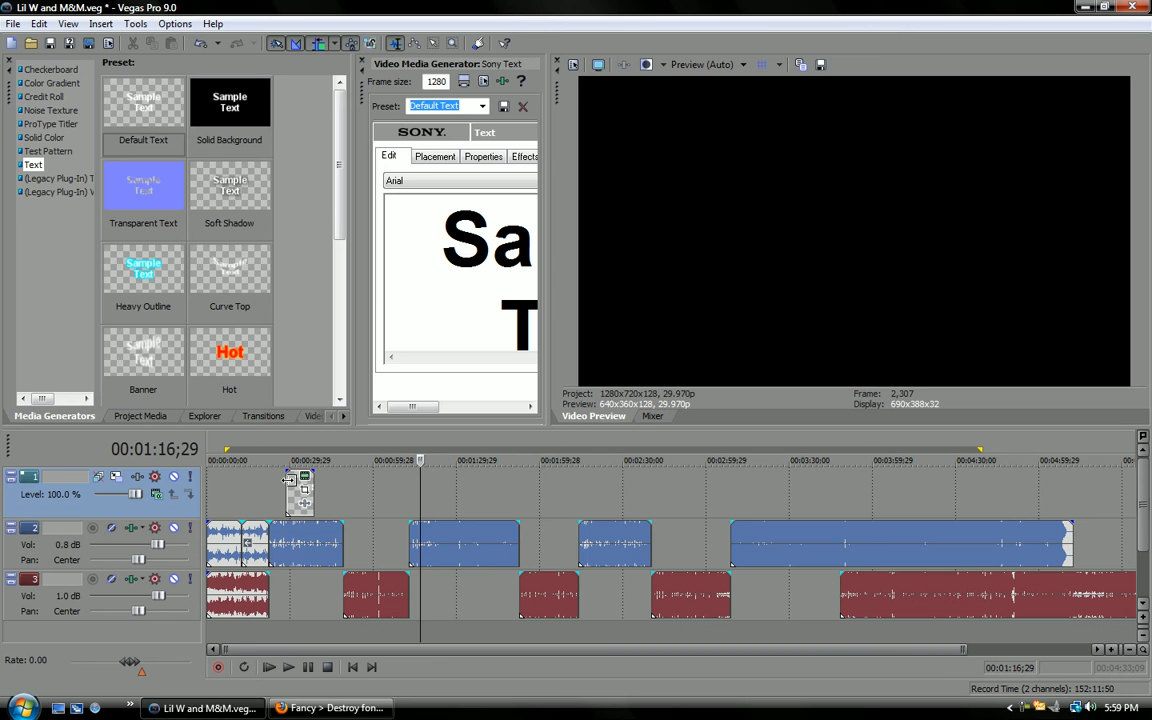 Lil W and M&M.veg * - Vegas Pro 9.0
File Edit View Insert Tools Options Help
Checkerboard
Color Gradient
Credit Roll
Noise Texture
ProType Titler
Solid Color
Test Pattern
Text
(Legacy Plug-In) T
(Legacy Plug-In) V
Preset:
Sample
Text
Default Text
Sample
Text
Solid Background
Sample
Text
Transparent Text
Sample
Text
Soft Shadow
Sample
Text
Heavy Outline
Sample
Text
Curve Top
Sample
Text
Banner
Hot
Hot
Media Generators Project Media Explorer Transitions Vide
Video Media Generator: Sony Text
Frame size: 1280
Preset: Default Text
SONY. Text
Edit Placement Properties Effects
Arial
Sa
T
Preview (Auto)
Project: 1280x720x128, 29.970p
Preview: 640x360x128, 29.970p
Frame: 2,307
Display: 690x388x32
Video Preview Mixer
00:01:16;29
00:00:00;00 00:00:29;29 00:00:59;28 00:01:29;29 00:01:59;28 00:02:30;00 00:02:59;29 00:03:30;00 00:03:59;29 00:04:30;00 00:04:59;29 00:
1
Level: 100.0 %
2
Vol: 0.8 dB
Pan: Center
3
Vol: 1.0 dB
Pan: Center
Rate: 0.00
00:01:16;29 00:04:33;09
Record Time (2 channels): 152:11:50
Lil W and M&M.veg... Fancy > Destroy fon... 5:59 PM